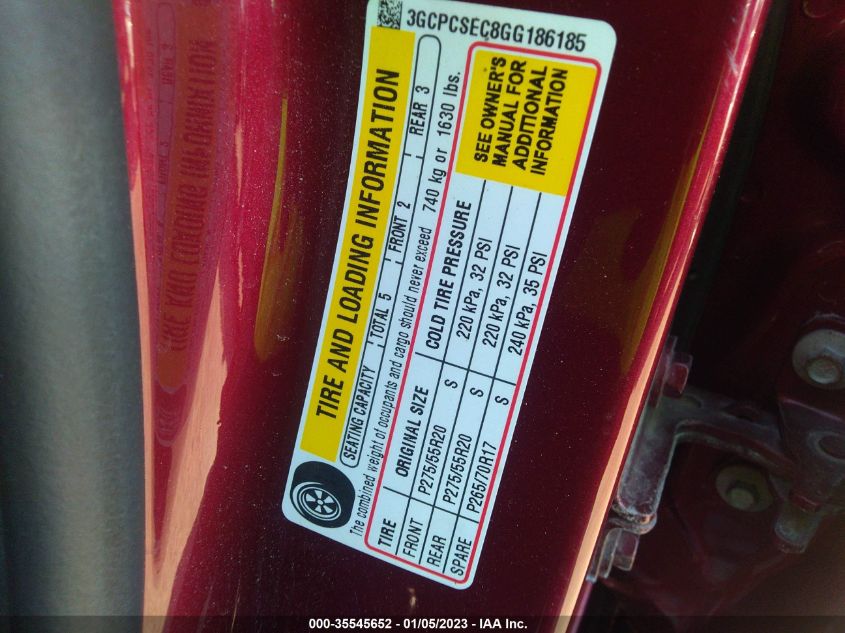 3GCPCSEC8GG186185
TIRE AND LOADING INFORMATION
SEATING CAPACITY TOTAL 5 FRONT 2 REAR 3
The combined weight of occupants and cargo should never exceed 740 kg or 1630 lbs.
TIRE ORIGINAL SIZE COLD TIRE PRESSURE
FRONT P275/55R20 S 220 kPa, 32 PSI
REAR P275/55R20 S 220 kPa, 32 PSI
SPARE P265/70R17 S 240 kPa, 35 PSI
SEE OWNER'S
MANUAL FOR
ADDITIONAL
INFORMATION
000-35545652 - 01/05/2023 - IAA Inc.